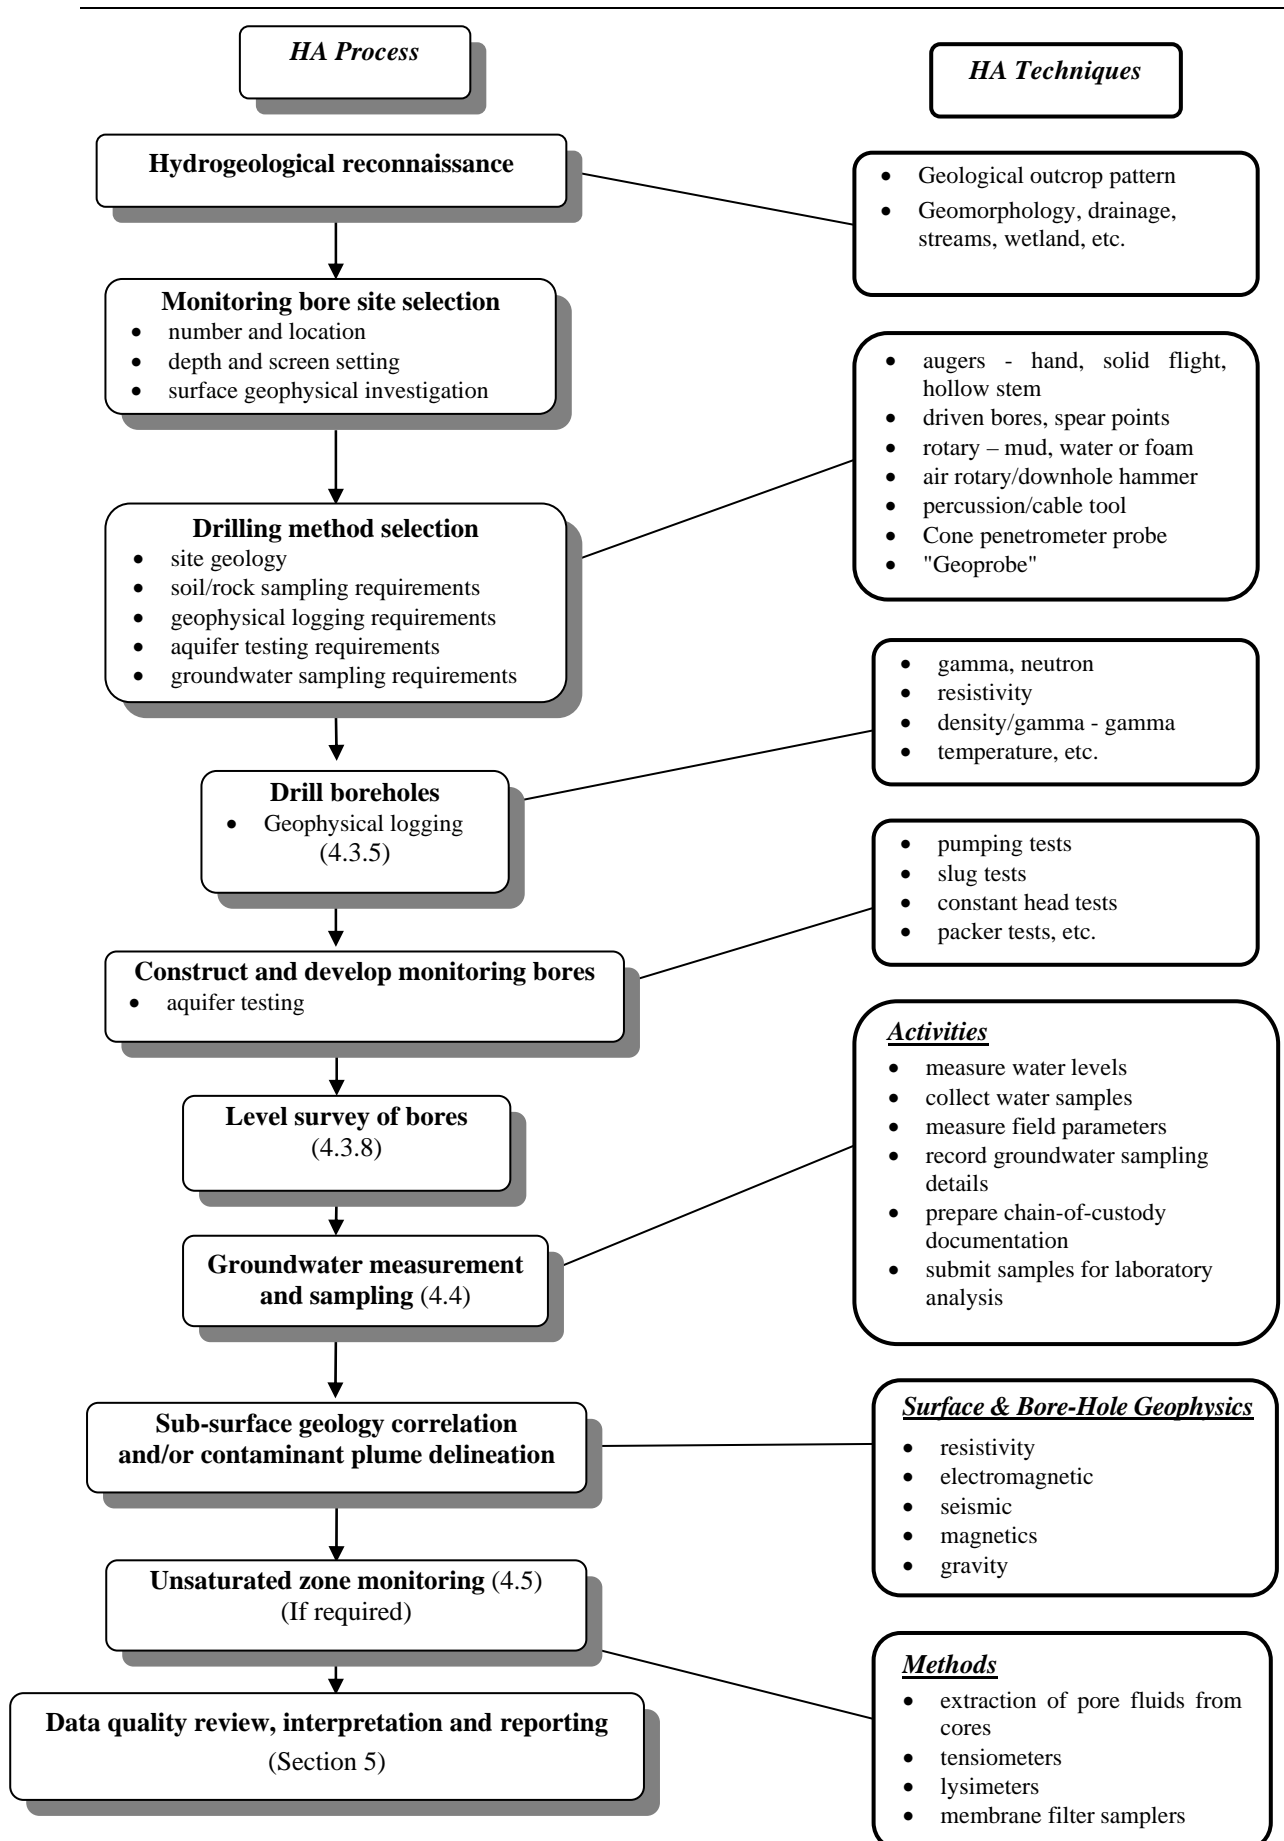 HA Process
HA Techniques
Hydrogeological reconnaissance
• Geological outcrop pattern
• Geomorphology, drainage,
streams, wetland, etc.
Monitoring bore site selection
• number and location
• depth and screen setting
• surface geophysical investigation
• augers - hand, solid flight,
hollow stem
• driven bores, spear points
• rotary – mud, water or foam
• air rotary/downhole hammer
• percussion/cable tool
• Cone penetrometer probe
• "Geoprobe"
Drilling method selection
• site geology
• soil/rock sampling requirements
• geophysical logging requirements
• aquifer testing requirements
• groundwater sampling requirements
• gamma, neutron
• resistivity
• density/gamma - gamma
• temperature, etc.
Drill boreholes
• Geophysical logging
(4.3.5)
• pumping tests
• slug tests
• constant head tests
• packer tests, etc.
Construct and develop monitoring bores
• aquifer testing
Level survey of bores
(4.3.8)
Activities
• measure water levels
• collect water samples
• measure field parameters
• record groundwater sampling
details
• prepare chain-of-custody
documentation
• submit samples for laboratory
analysis
Groundwater measurement
and sampling (4.4)
Sub-surface geology correlation
and/or contaminant plume delineation
Surface & Bore-Hole Geophysics
• resistivity
• electromagnetic
• seismic
• magnetics
• gravity
Unsaturated zone monitoring (4.5)
(If required)
Methods
• extraction of pore fluids from
cores
• tensiometers
• lysimeters
• membrane filter samplers
Data quality review, interpretation and reporting
(Section 5)